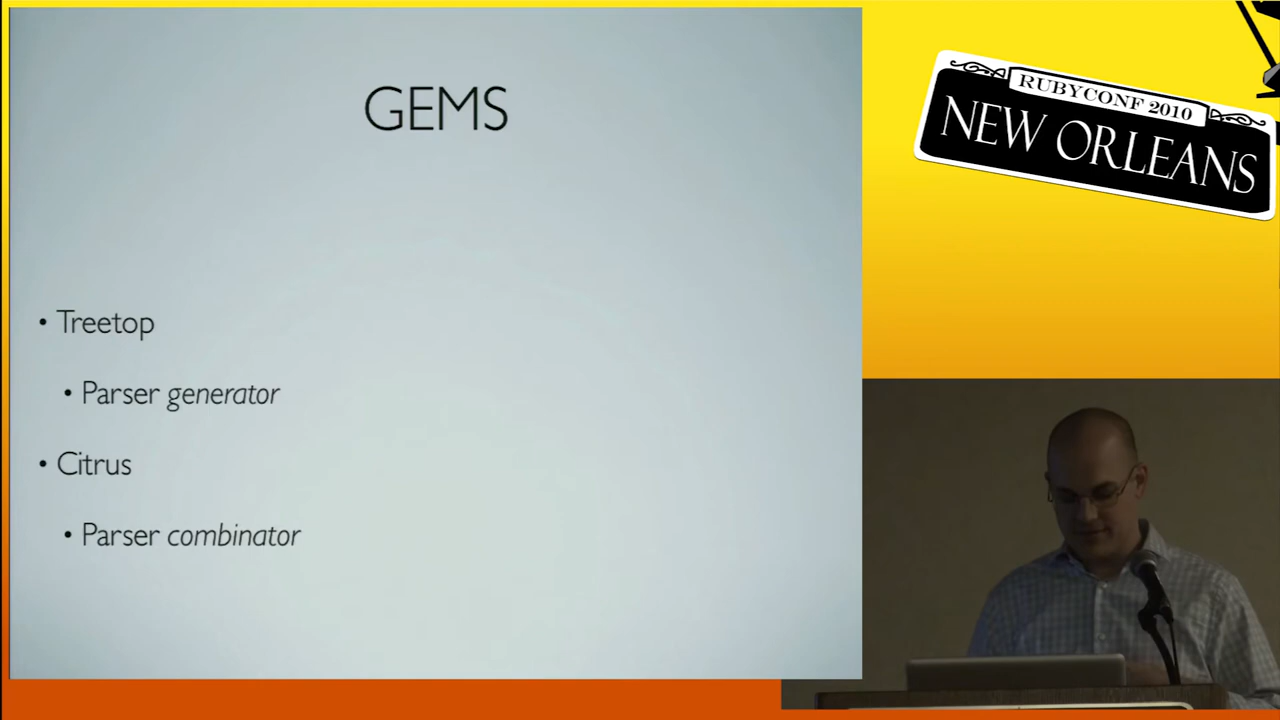 GEMS
• Treetop
• Parser generator
• Citrus
• Parser combinator
RUBYCONF 2010
NEW ORLEANS